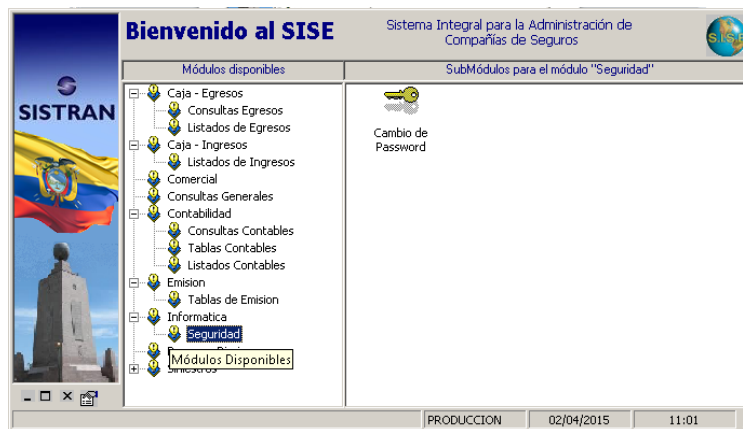 Bienvenido al SISE
Sistema Integral para la Administración de
Compañías de Seguros
S.I.S.E
Módulos disponibles
SubMódulos para el módulo "Seguridad"
SISTRAN
Caja - Egresos
Consultas Egresos
Listados de Egresos
Caja - Ingresos
Listados de Ingresos
Comercial
Consultas Generales
Contabilidad
Consultas Contables
Tablas Contables
Listados Contables
Emision
Tablas de Emision
Informatica
Seguridad
Módulos Disponibles
Siniestros
Cambio de
Password
PRODUCCION
02/04/2015
11:01